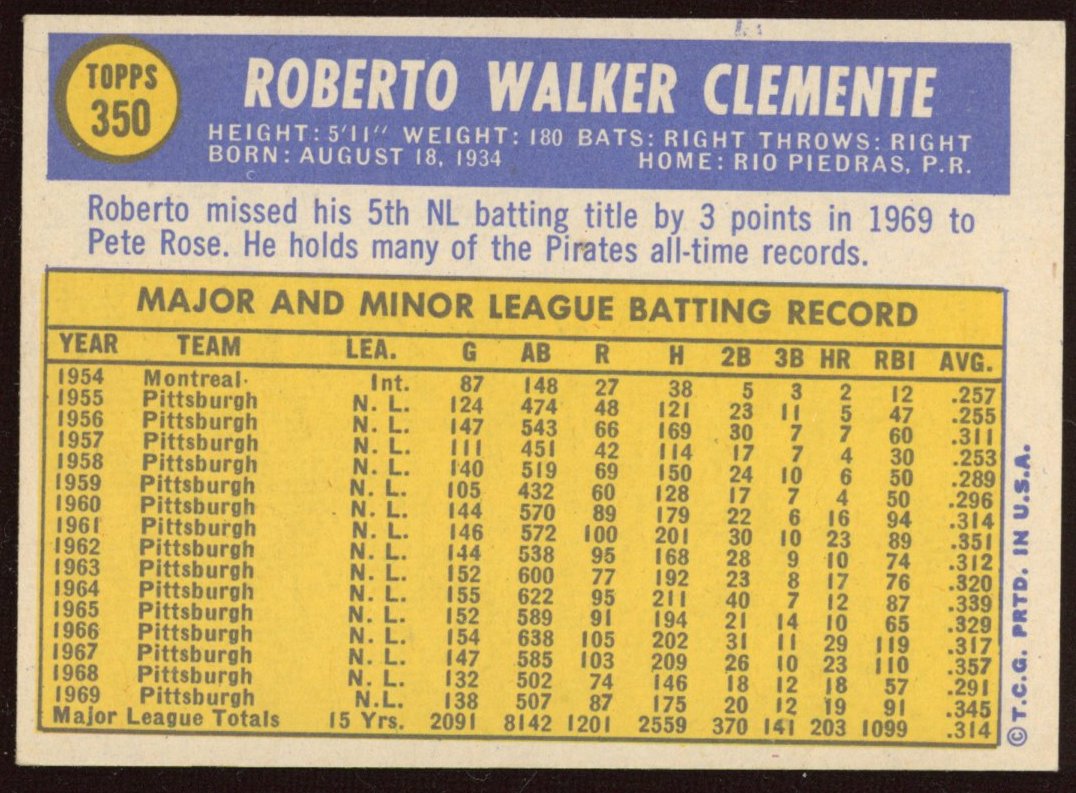 TOPPS
350
ROBERTO WALKER CLEMENTE
HEIGHT: 5'11" WEIGHT: 180 BATS: RIGHT THROWS: RIGHT
BORN: AUGUST 18, 1934 HOME: RIO PIEDRAS, P.R.
Roberto missed his 5th NL batting title by 3 points in 1969 to
Pete Rose. He holds many of the Pirates all-time records.
MAJOR AND MINOR LEAGUE BATTING RECORD
YEAR TEAM LEA. G AB R H 2B 3B HR RBI AVG.
1954 Montreal Int. 87 148 27 38 5 3 2 12 .257
1955 Pittsburgh N. L. 124 474 48 121 23 11 5 47 .255
1956 Pittsburgh N. L. 147 543 66 169 30 7 7 60 .311
1957 Pittsburgh N. L. 111 451 42 114 17 7 4 30 .253
1958 Pittsburgh N. L. 140 519 69 150 24 10 6 50 .289
1959 Pittsburgh N. L. 105 432 60 128 17 7 4 50 .296
1960 Pittsburgh N. L. 144 570 89 179 22 6 16 94 .314
1961 Pittsburgh N. L. 146 572 100 201 30 10 23 89 .351
1962 Pittsburgh N. L. 144 538 95 168 28 9 10 74 .312
1963 Pittsburgh N. L. 152 600 77 192 23 8 17 76 .320
1964 Pittsburgh N. L. 155 622 95 211 40 7 12 87 .339
1965 Pittsburgh N. L. 152 589 91 194 21 14 10 65 .329
1966 Pittsburgh N. L. 154 638 105 202 31 11 29 119 .317
1967 Pittsburgh N. L. 147 585 103 209 26 10 23 110 .357
1968 Pittsburgh N. L. 132 502 74 146 18 12 18 57 .291
1969 Pittsburgh N.L. 138 507 87 175 20 12 19 91 .345
Major League Totals 15 Yrs. 2091 8142 1201 2559 370 141 203 1099 .314
© T.C.G. PRTD. IN U.S.A.